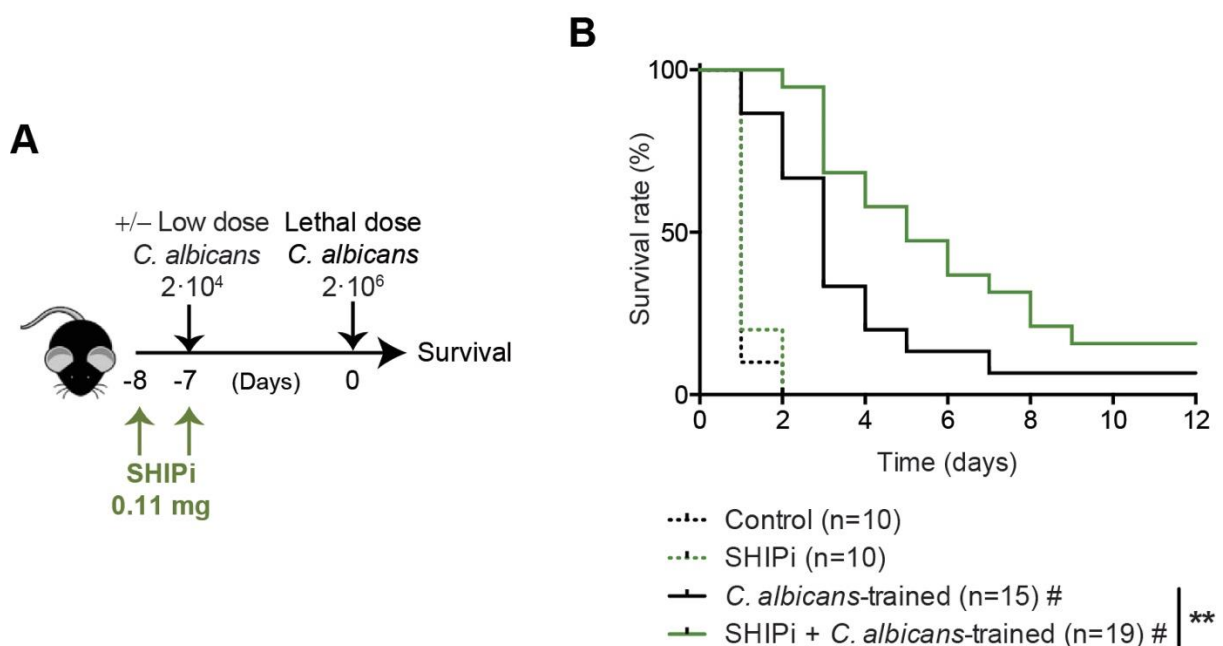 A
+/– Low dose
C. albicans
2·10⁴
Lethal dose
C. albicans
2·10⁶
Survival
-8
-7
(Days)
0
SHIPi
0.11 mg
B
Survival rate (%)
100
50
0
0
2
4
6
8
10
12
Time (days)
Control (n=10)
SHIPi (n=10)
C. albicans-trained (n=15) #
SHIPi + C. albicans-trained (n=19) #
**